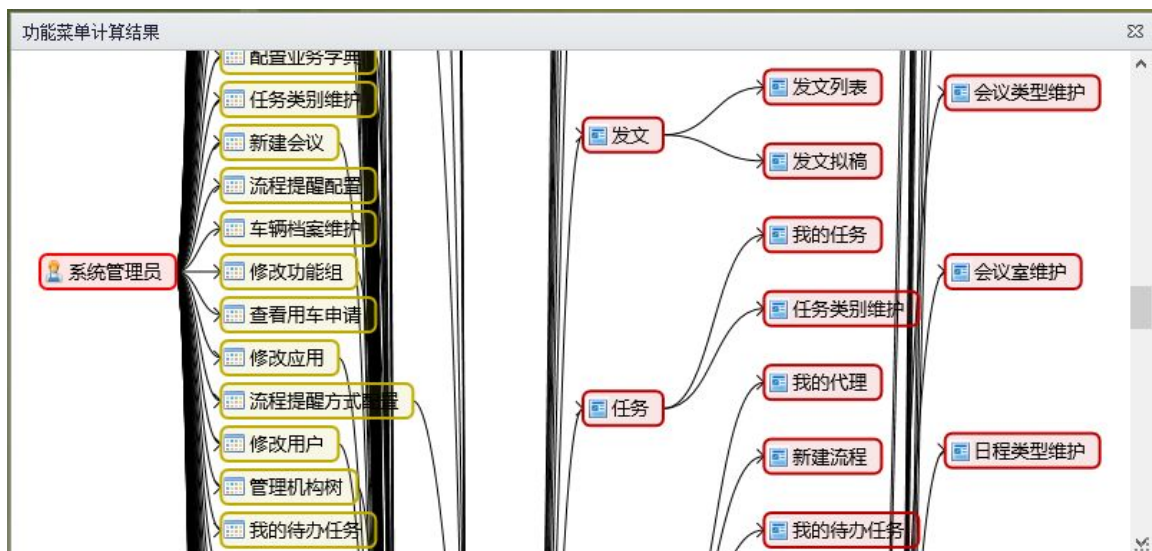 功能菜单计算结果
配置业务字典
任务类别维护
新建会议
流程提醒配置
车辆档案维护
系统管理员
修改功能组
查看用车申请
修改应用
流程提醒方式配置
修改用户
管理机构树
我的待办任务
发文
任务
发文列表
发文拟稿
我的任务
任务类别维护
我的代理
新建流程
我的待办任务
会议类型维护
会议室维护
日程类型维护